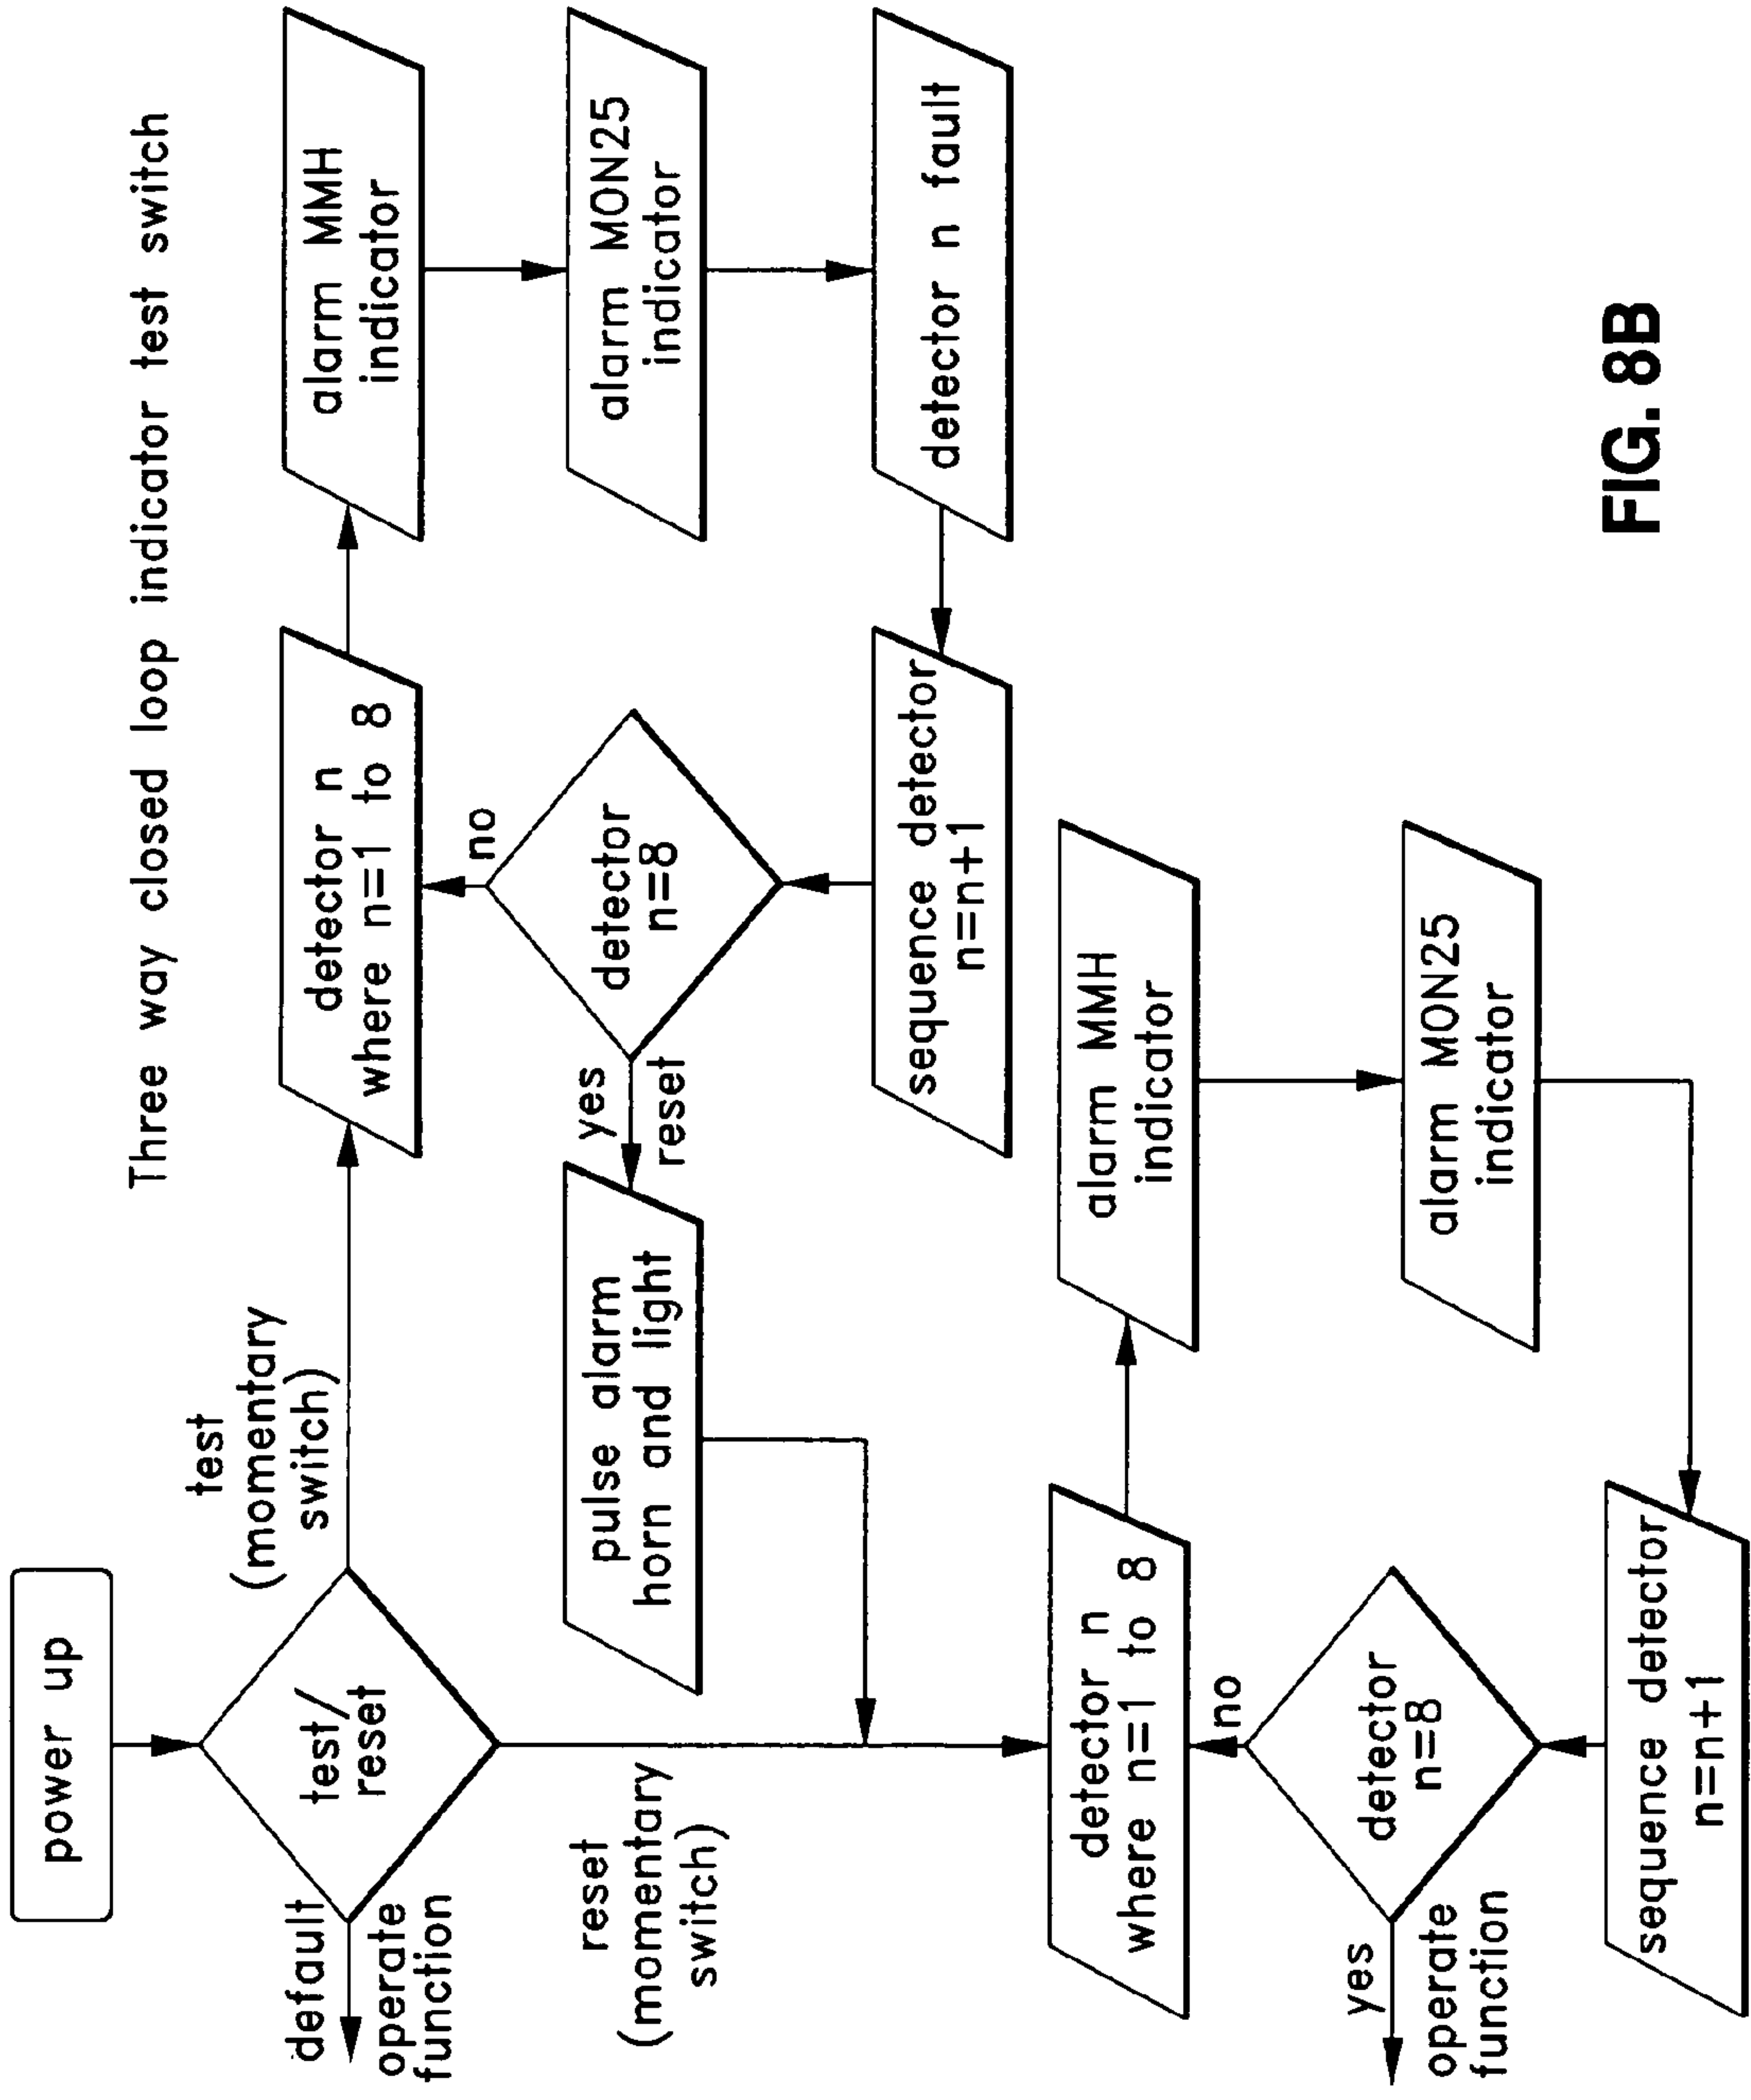 Three way closed loop indicator test switch
power up
test/
reset
default
operate
function
test
(momentary
switch)
detector n
where n=1 to 8
alarm MMH
indicator
alarm MON25
indicator
detector n fault
sequence detector
n=n+1
detector
n=8
no
yes
reset
pulse alarm
horn and light
reset
(momentary
switch)
detector n
where n=1 to 8
alarm MMH
indicator
alarm MON25
indicator
sequence detector
n=n+1
detector
n=8
no
yes
operate
function
FIG. 8B